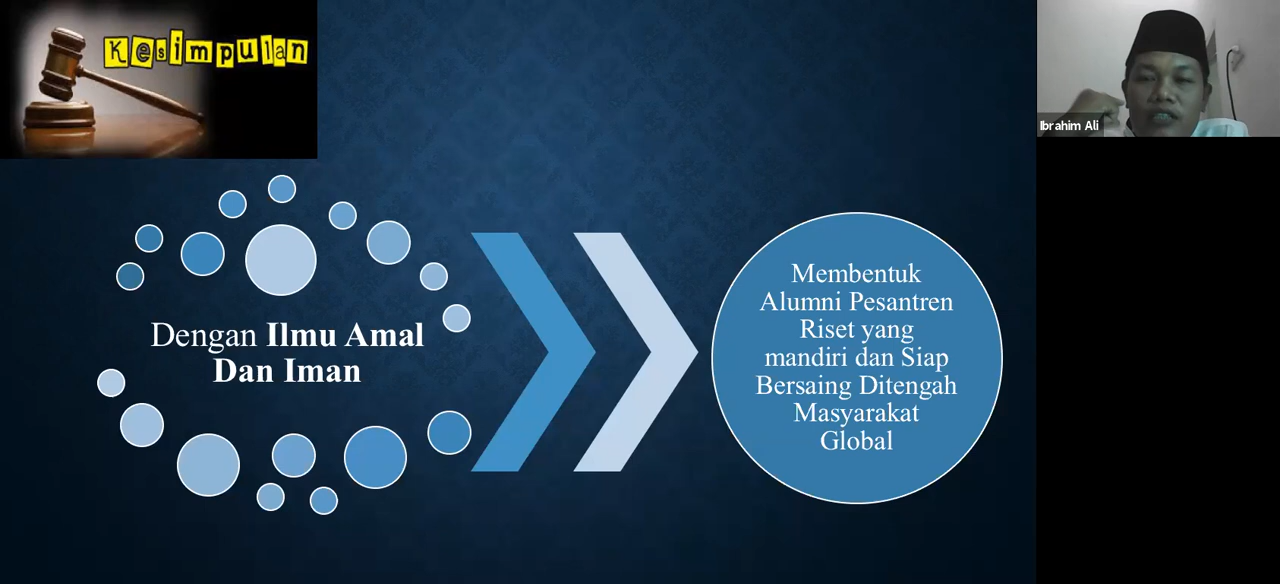 Kesimpulan
Ibrahim Ali
Dengan Ilmu Amal
Dan Iman
Membentuk
Alumni Pesantren
Riset yang
mandiri dan Siap
Bersaing Ditengah
Masyarakat
Global